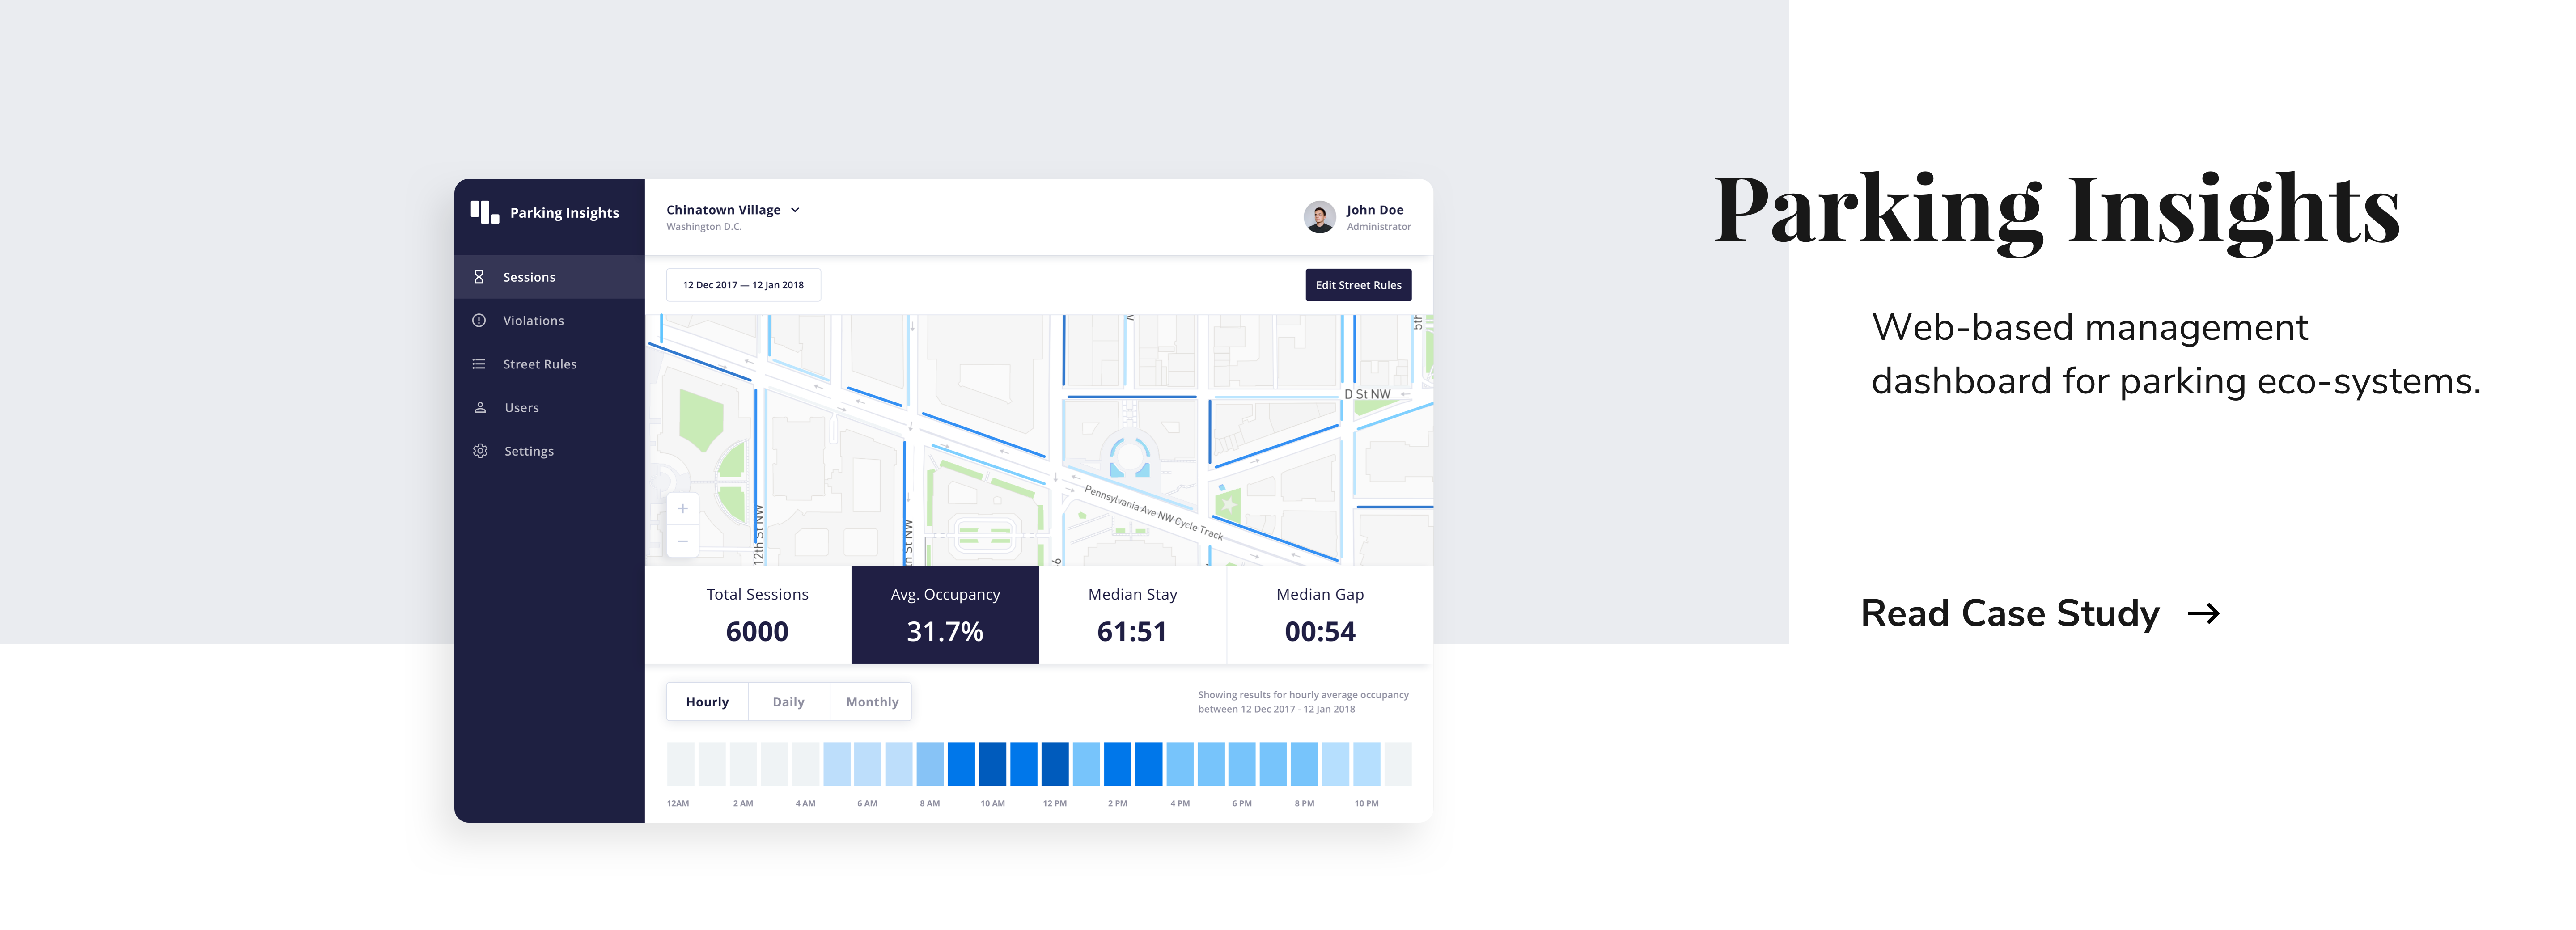 Parking Insights
Chinatown Village
Washington D.C.
John Doe
Administrator
Sessions
Violations
Street Rules
Users
Settings
12 Dec 2017 — 12 Jan 2018
Edit Street Rules
D St NW
Pennsylvania Ave NW Cycle Track
12th St NW
St NW
Total Sessions
6000
Avg. Occupancy
31.7%
Median Stay
61:51
Median Gap
00:54
Hourly
Daily
Monthly
Showing results for hourly average occupancy
between 12 Dec 2017 - 12 Jan 2018
12AM 2 AM 4 AM 6 AM 8 AM 10 AM 12 PM 2 PM 4 PM 6 PM 8 PM 10 PM
Parking Insights
Web-based management
dashboard for parking eco-systems.
Read Case Study →